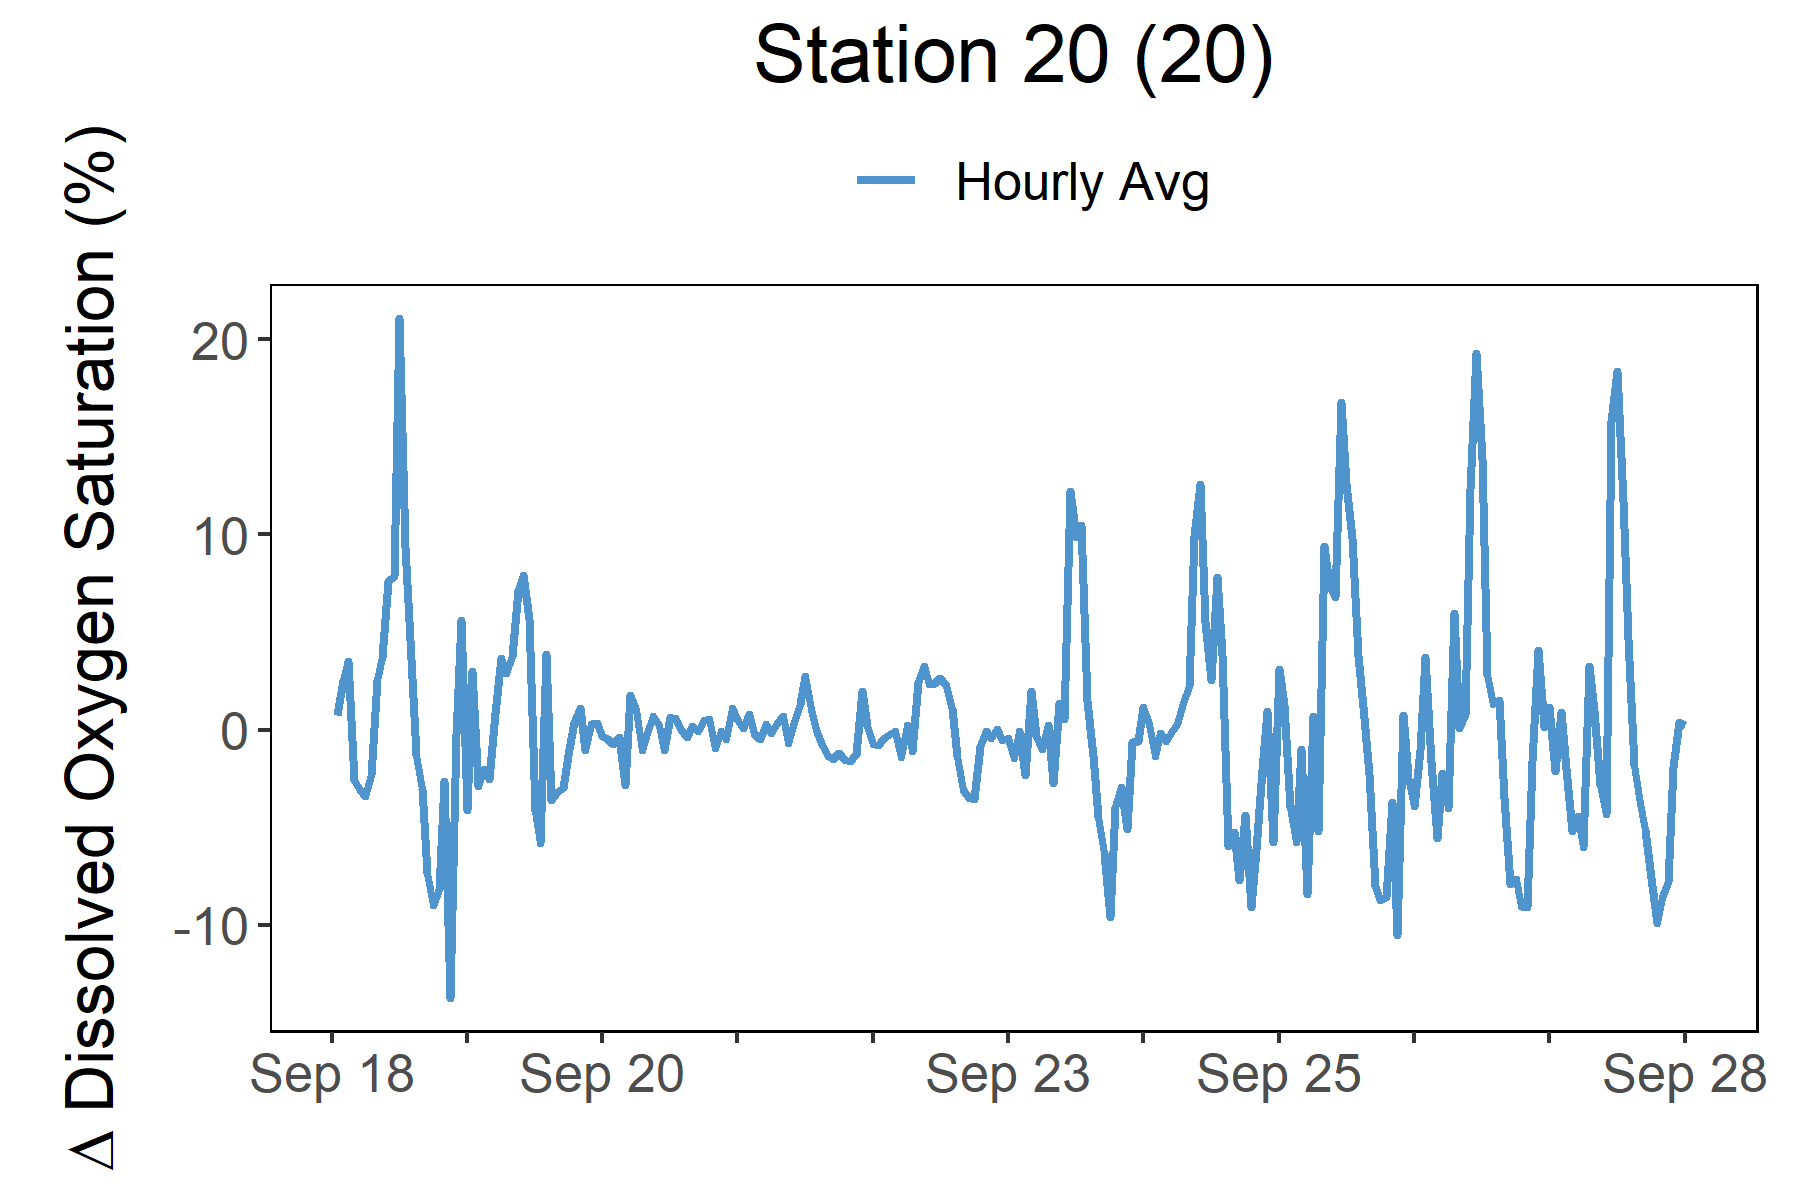 Station 20 (20)
Hourly Avg
Δ Dissolved Oxygen Saturation (%)
20
10
0
-10
Sep 18 Sep 20 Sep 23 Sep 25 Sep 28